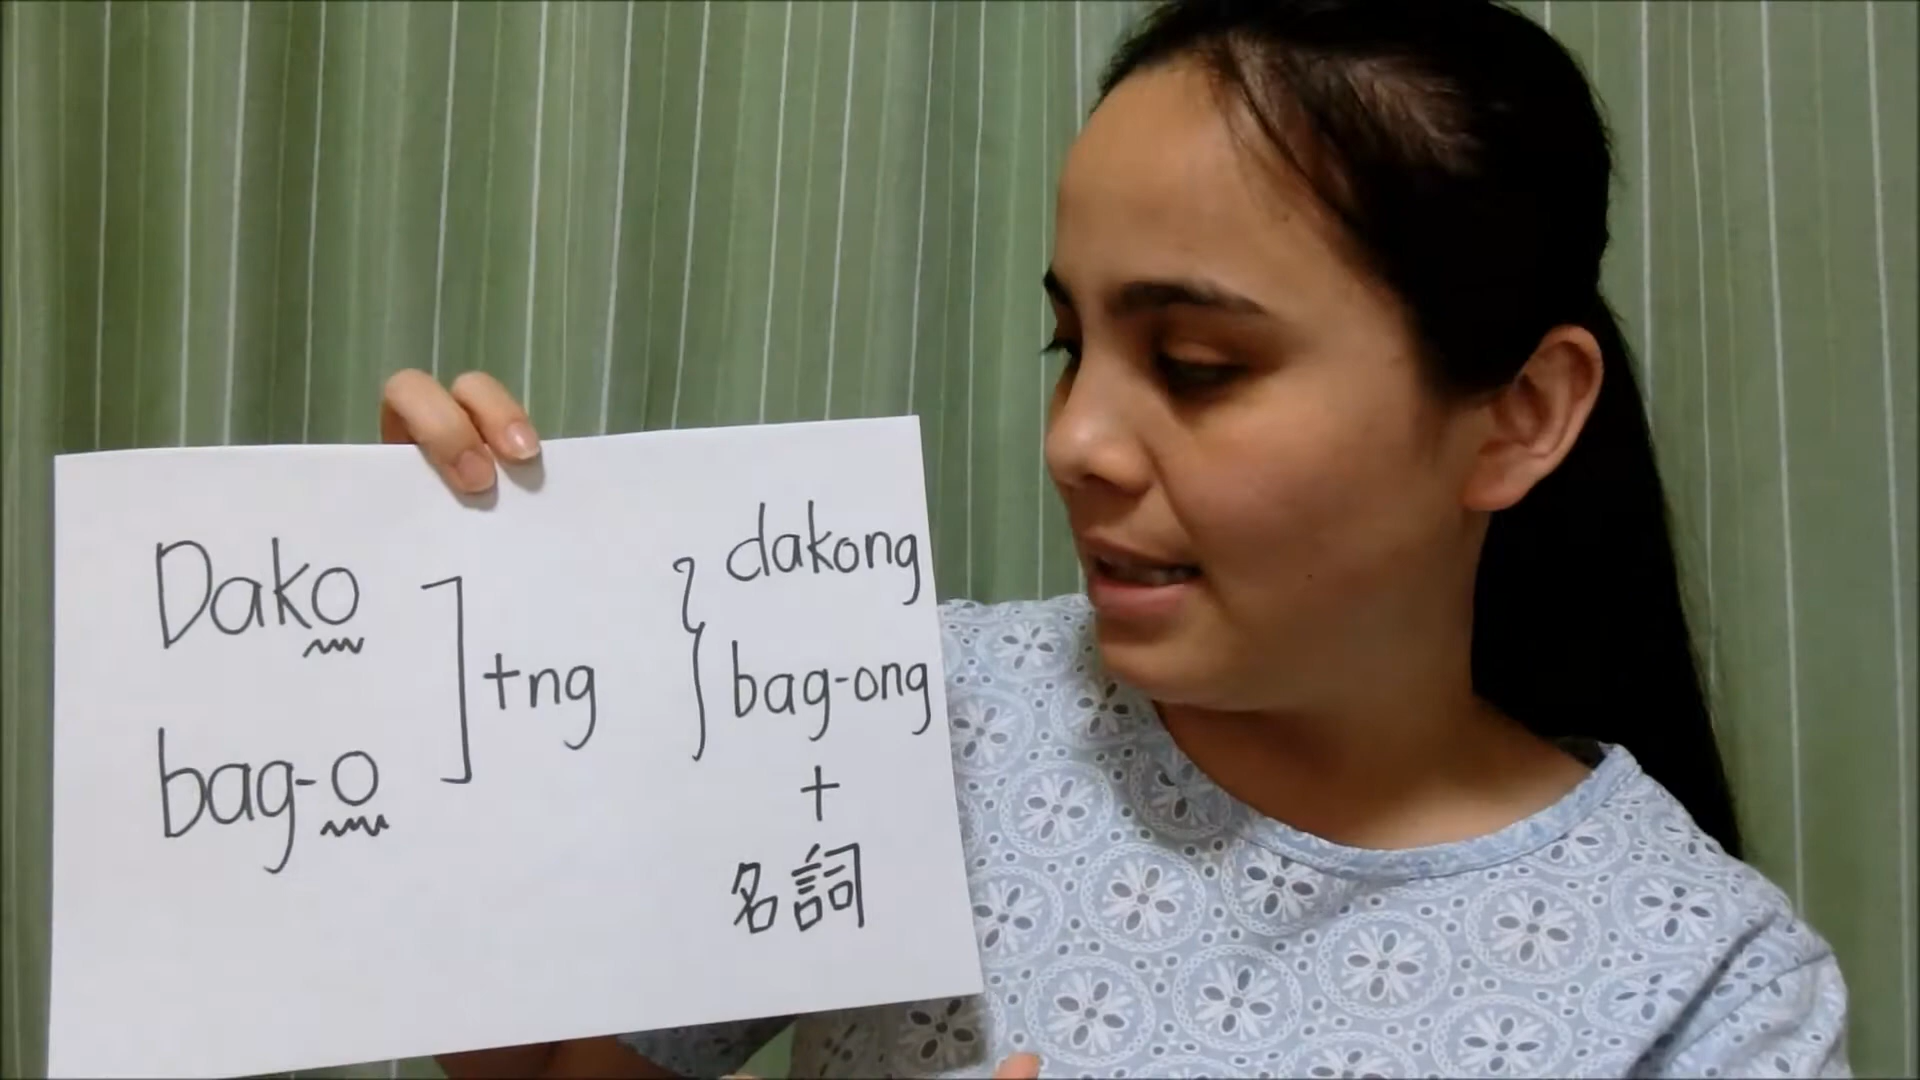 Dako
bag-o
+ng
dakong
bag-ong
+
名詞